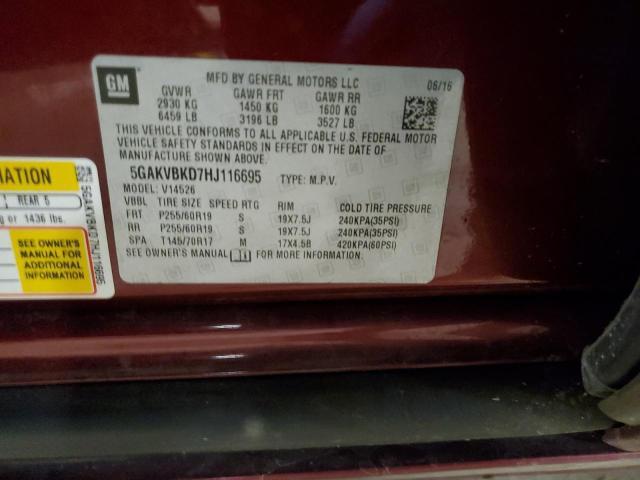 GM
MFD BY GENERAL MOTORS LLC 06/16
GVWR GAWR FRT GAWR RR
2930 KG 1450 KG 1600 KG
6459 LB 3196 LB 3527 LB
THIS VEHICLE CONFORMS TO ALL APPLICABLE U.S. FEDERAL MOTOR
VEHICLE SAFETY STANDARDS IN EFFECT ON THE DATE OF
MANUFACTURE SHOWN ABOVE.
5GAKVBKD7HJ116695 TYPE: M.P.V.
MODEL: V14526
VBBL TIRE SIZE SPEED RTG RIM COLD TIRE PRESSURE
FRT P255/60R19 S 19X7.5J 240KPA(35PSI)
RR P255/60R19 S 19X7.5J 240KPA(35PSI)
SPA T145/70R17 M 17X4.5B 420KPA(60PSI)
SEE OWNER'S MANUAL FOR MORE INFORMATION.
REAR 5
or 1436 lbs.
SEE OWNER'S
MANUAL FOR
ADDITIONAL
INFORMATION
5GAKVBKD7HJ116695